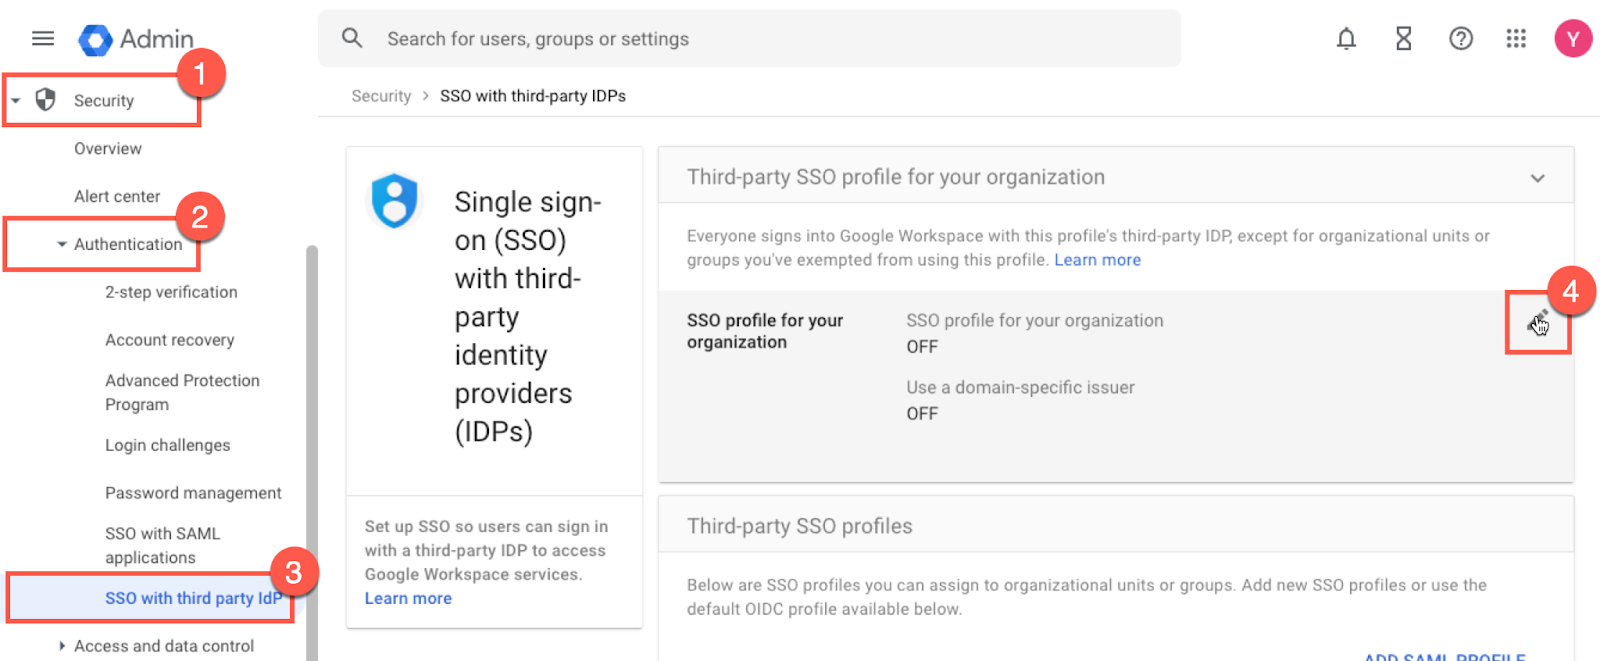 Admin
Search for users, groups or settings
Y
1
Security
Security > SSO with third-party IDPs
Overview
Alert center
2
Authentication
2-step verification
Account recovery
Advanced Protection
Program
Login challenges
Password management
SSO with SAML
applications
3
SSO with third party IdP
Access and data control
Single sign-
on (SSO)
with third-
party
identity
providers
(IDPs)
Set up SSO so users can sign in
with a third-party IDP to access
Google Workspace services.
Learn more
Third-party SSO profile for your organization
Everyone signs into Google Workspace with this profile's third-party IDP, except for organizational units or
groups you've exempted from using this profile. Learn more
4
SSO profile for your
organization
SSO profile for your organization
OFF
Use a domain-specific issuer
OFF
Third-party SSO profiles
Below are SSO profiles you can assign to organizational units or groups. Add new SSO profiles or use the
default OIDC profile available below.
ADD SAML PROFILE